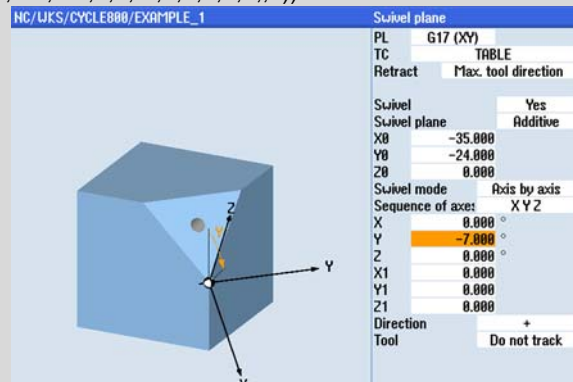 NC/WKS/CYCLE800/EXAMPLE_1
Swivel plane
PL G17 (XY)
TC TABLE
Retract Max. tool direction
Swivel Yes
Swivel plane Additive
X0 -35.000
Y0 -24.000
Z0 0.000
Swivel mode Axis by axis
Sequence of axes X Y Z
X 0.000 °
Y -7.000 °
Z 0.000 °
X1 0.000
Y1 0.000
Z1 0.000
Direction +
Tool Do not track
Z
Y
Y